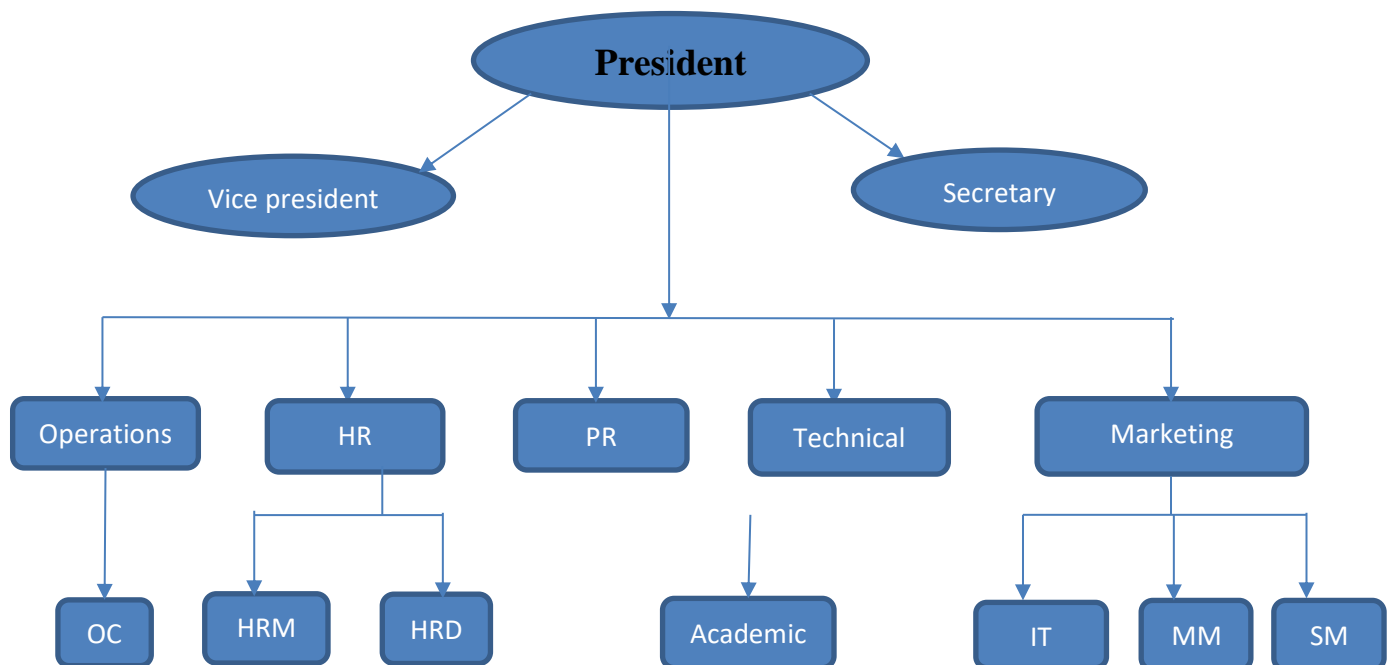 President
Vice president
Secretary
Operations
HR
PR
Technical
Marketing
OC
HRM
HRD
Academic
IT
MM
SM